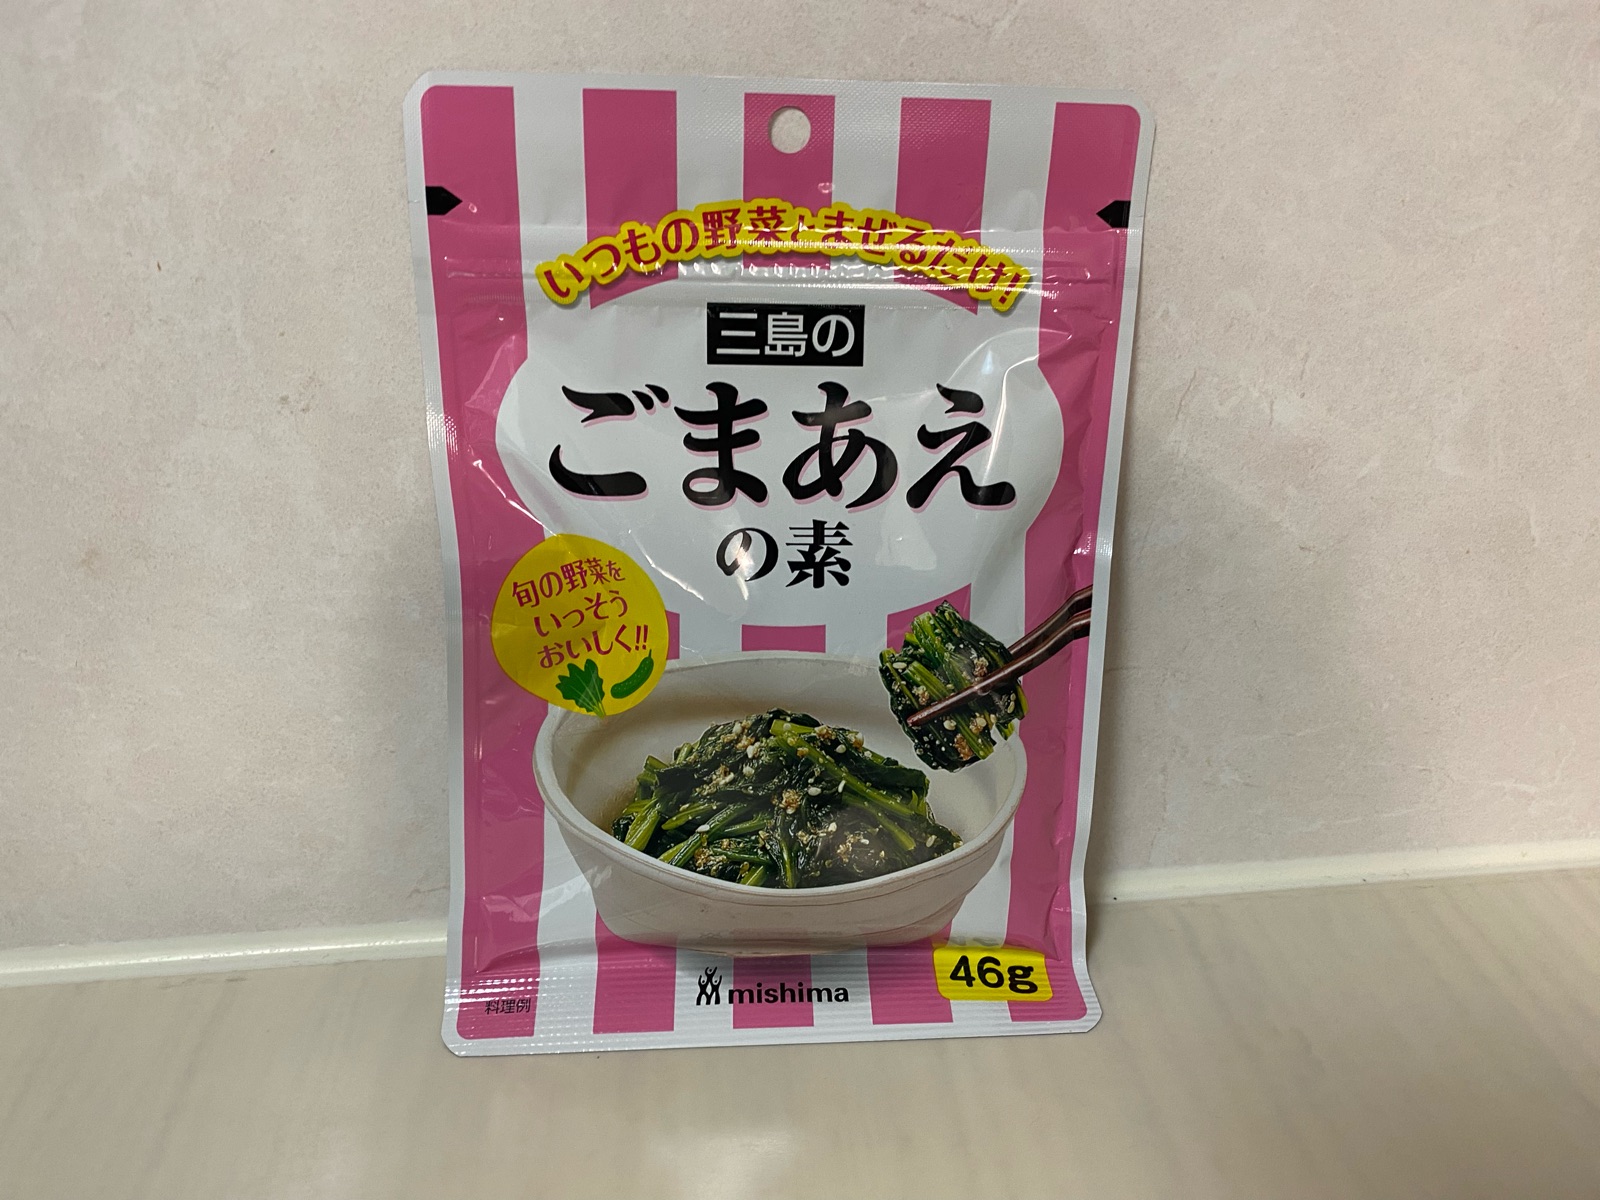 いつもの野菜とまぜるだけ!
三島の
ごまあえ
の素
旬の野菜を
いっそう
おいしく!!
46g
mishima
料理例